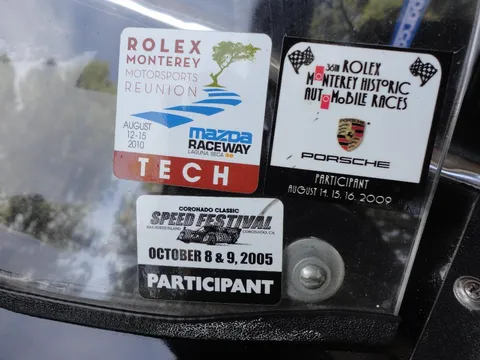 ROLEX
MONTEREY
MOTORSPORTS
REUNION
AUGUST
12-15
2010
mazda
RACEWAY
LAGUNA SECA
TECH
36TH ROLEX
MONTEREY HISTORIC
AUTOMOBILE RACES
PORSCHE
PARTICIPANT
AUGUST 14, 15, 16, 2009
CORONADO CLASSIC
SPEED FESTIVAL
CORONADO, CA
OCTOBER 8 & 9, 2005
PARTICIPANT